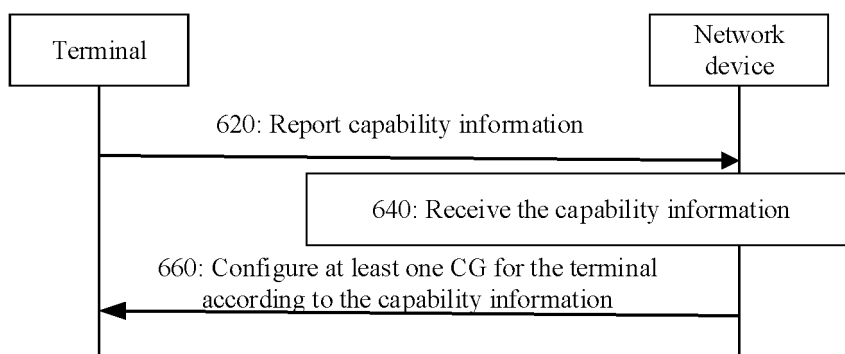 Terminal
Network
device
620: Report capability information
640: Receive the capability information
660: Configure at least one CG for the terminal
according to the capability information